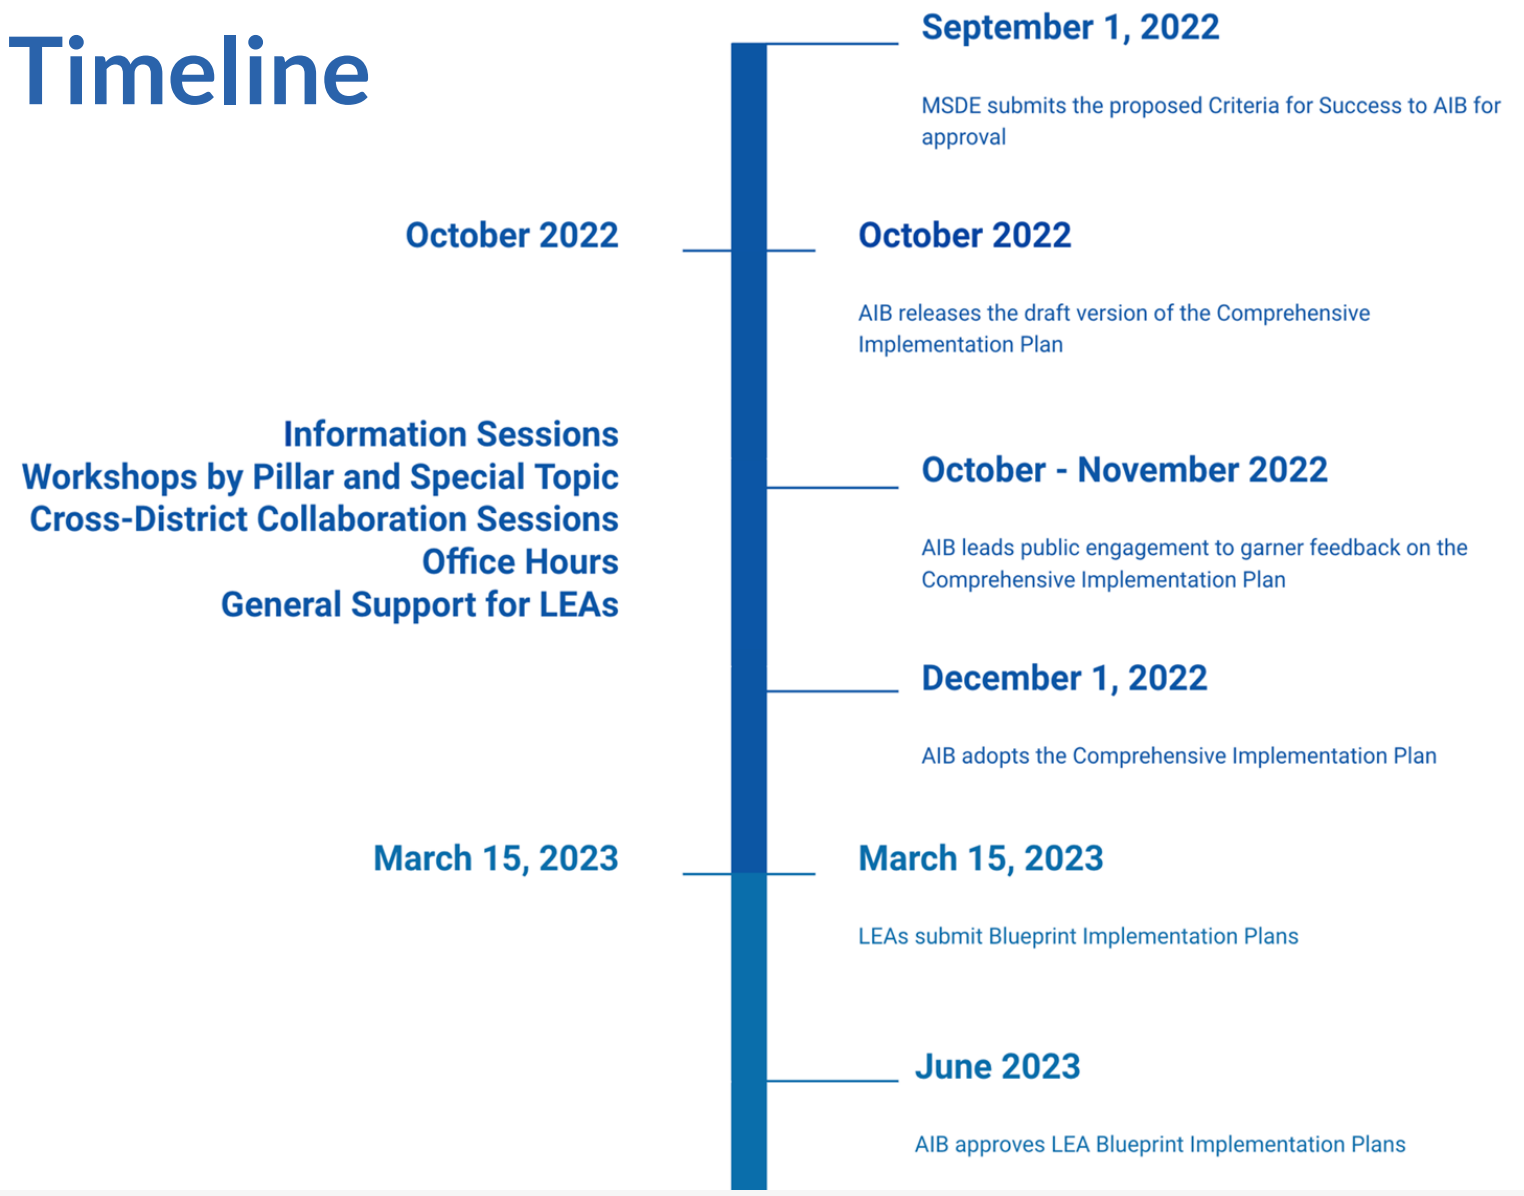 Timeline
September 1, 2022
MSDE submits the proposed Criteria for Success to AIB for
approval
October 2022
October 2022
AIB releases the draft version of the Comprehensive
Implementation Plan
Information Sessions
Workshops by Pillar and Special Topic
Cross-District Collaboration Sessions
Office Hours
General Support for LEAs
October - November 2022
AIB leads public engagement to garner feedback on the
Comprehensive Implementation Plan
December 1, 2022
AIB adopts the Comprehensive Implementation Plan
March 15, 2023
March 15, 2023
LEAs submit Blueprint Implementation Plans
June 2023
AIB approves LEA Blueprint Implementation Plans